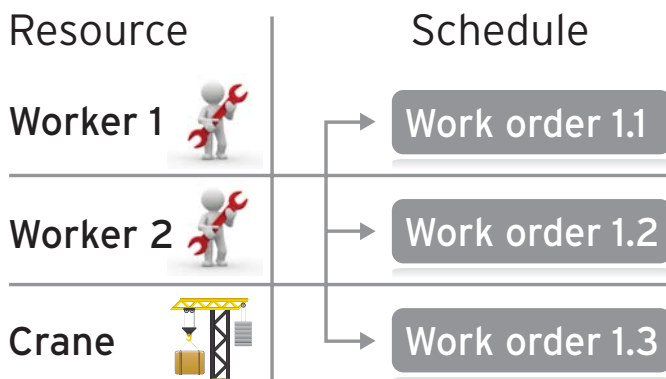 Resource Schedule
Worker 1 Work order 1.1
Worker 2 Work order 1.2
Crane Work order 1.3